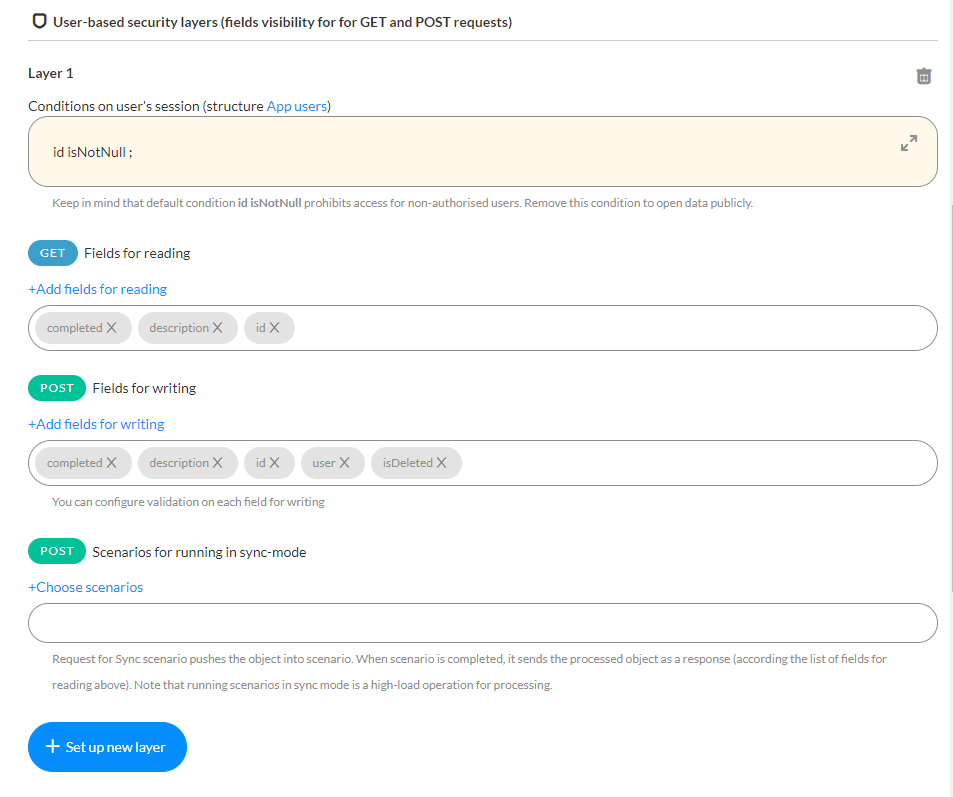 User-based security layers (fields visibility for for GET and POST requests)
Layer 1
Conditions on user's session (structure App users)
id isNotNull ;
Keep in mind that default condition id isNotNull prohibits access for non-authorised users. Remove this condition to open data publicly.
GET Fields for reading
+Add fields for reading
completed X description X id X
POST Fields for writing
+Add fields for writing
completed X description X id X user X isDeleted X
You can configure validation on each field for writing
POST Scenarios for running in sync-mode
+Choose scenarios
Request for Sync scenario pushes the object into scenario. When scenario is completed, it sends the processed object as a response (according the list of fields for
reading above). Note that running scenarios in sync mode is a high-load operation for processing.
+ Set up new layer